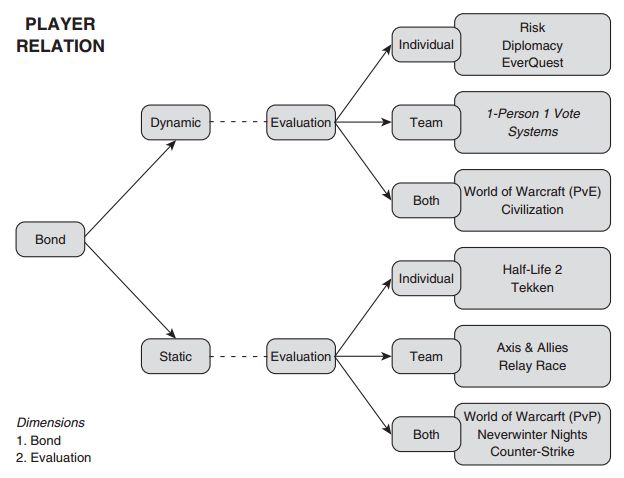 PLAYER
RELATION
Bond
Dynamic
Evaluation
Individual
Risk
Diplomacy
EverQuest
Team
1-Person 1 Vote
Systems
Both
World of Warcraft (PvE)
Civilization
Static
Evaluation
Individual
Half-Life 2
Tekken
Team
Axis & Allies
Relay Race
Both
World of Warcarft (PvP)
Neverwinter Nights
Counter-Strike
Dimensions
1. Bond
2. Evaluation